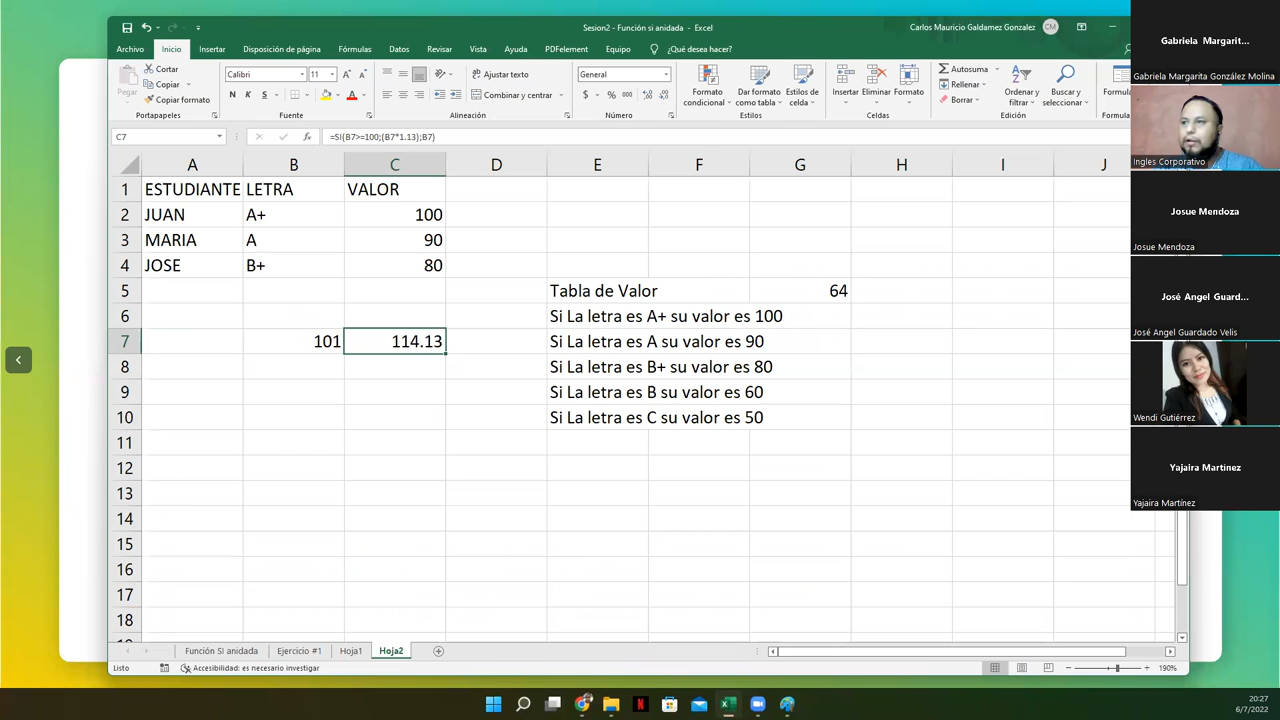 Sesion2 - Función si anidada - Excel
Carlos Mauricio Galdamez Gonzalez
CM
Archivo Inicio Insertar Disposición de página Fórmulas Datos Revisar Vista Ayuda PDFelement Equipo ¿Qué desea hacer?
Pegar
Cortar
Copiar
Copiar formato
Portapapeles
Calibri 11
N K S
Fuente
Ajustar texto
Combinar y centrar
Alineación
General
$ % 000
Número
Formato condicional
Dar formato como tabla
Estilos de celda
Estilos
Insertar Eliminar Formato
Celdas
Autosuma
Rellenar
Borrar
Ordenar y filtrar
Buscar y seleccionar
Edición
C7 fx =SI(B7>=100;(B7*1.13);B7)
A B C D E F G H I J
1 ESTUDIANTE LETRA VALOR
2 JUAN A+ 100
3 MARIA A 90
4 JOSE B+ 80
5 Tabla de Valor 64
6 Si La letra es A+ su valor es 100
7 101 114.13 Si La letra es A su valor es 90
8 Si La letra es B+ su valor es 80
9 Si La letra es B su valor es 60
10 Si La letra es C su valor es 50
11
12
13
14
15
16
17
18
Función SI anidada Ejercicio #1 Hoja1 Hoja2
Listo Accesibilidad: es necesario investigar 190%
Gabriela Margarit...
Gabriela Margarita González Molina
Ingles Corporativo
Josue Mendoza
Josue Mendoza
José Angel Guard...
José Angel Guardado Velis
Wendi Gutiérrez
Yajaira Martínez
Yajaira Martínez
20:27
6/7/2022